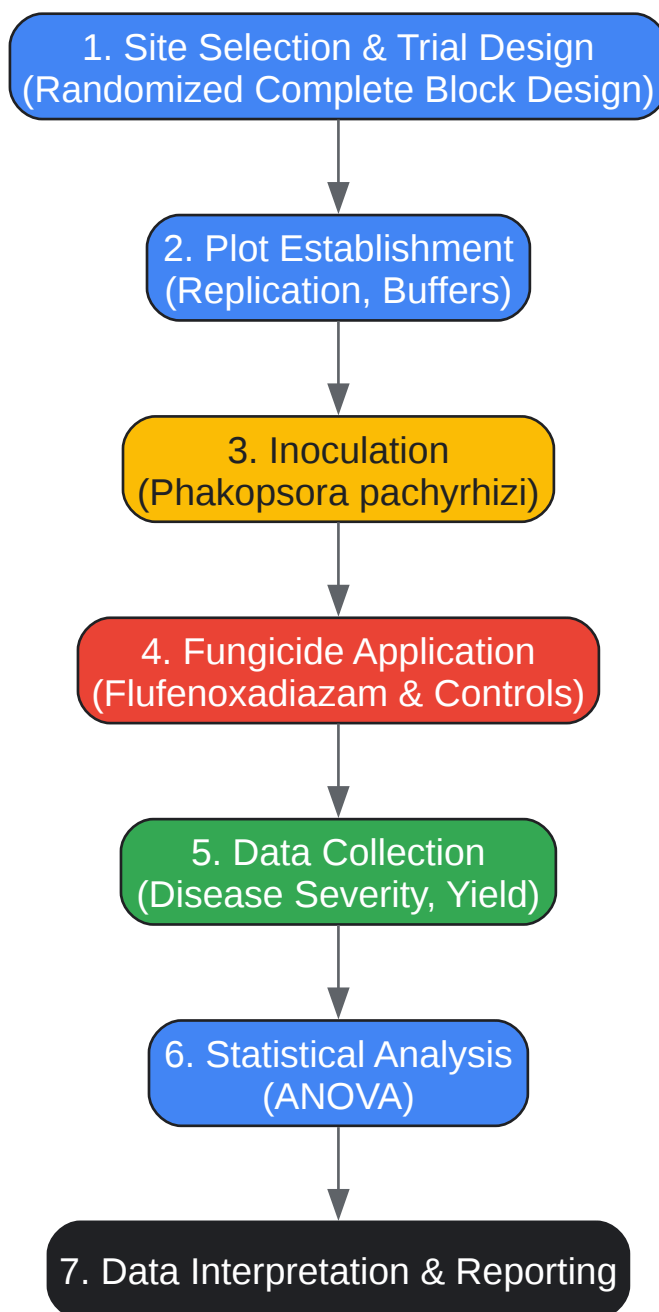 1. Site Selection & Trial Design
(Randomized Complete Block Design)
2. Plot Establishment
(Replication, Buffers)
3. Inoculation
(Phakopsora pachyrhizi)
4. Fungicide Application
(Flufenoxadiazam & Controls)
5. Data Collection
(Disease Severity, Yield)
6. Statistical Analysis
(ANOVA)
7. Data Interpretation & Reporting